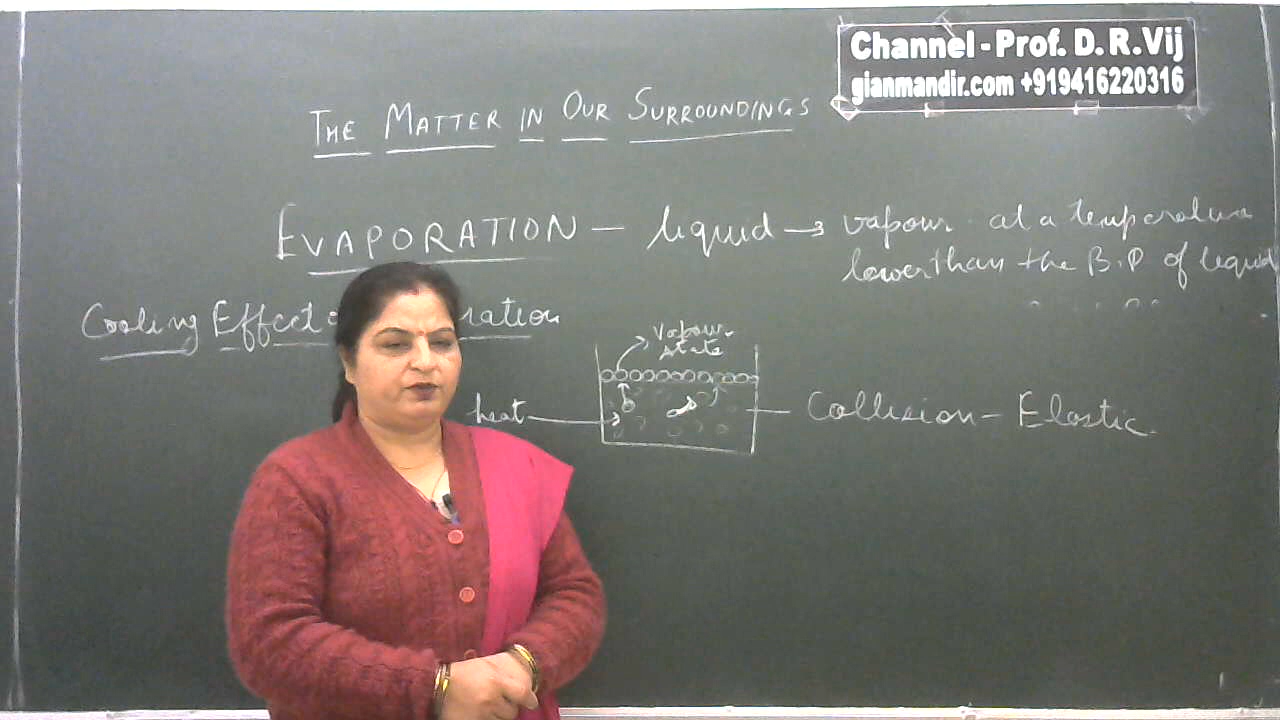 Channel - Prof. D. R. Vij
gianmandir.com +919416220316
THE MATTER IN OUR SURROUNDINGS
EVAPORATION — liquid → vapour at a temperature
lower than the B.P of liquid
Cooling Effect ration
vapour
state
heat
Collision - Elastic